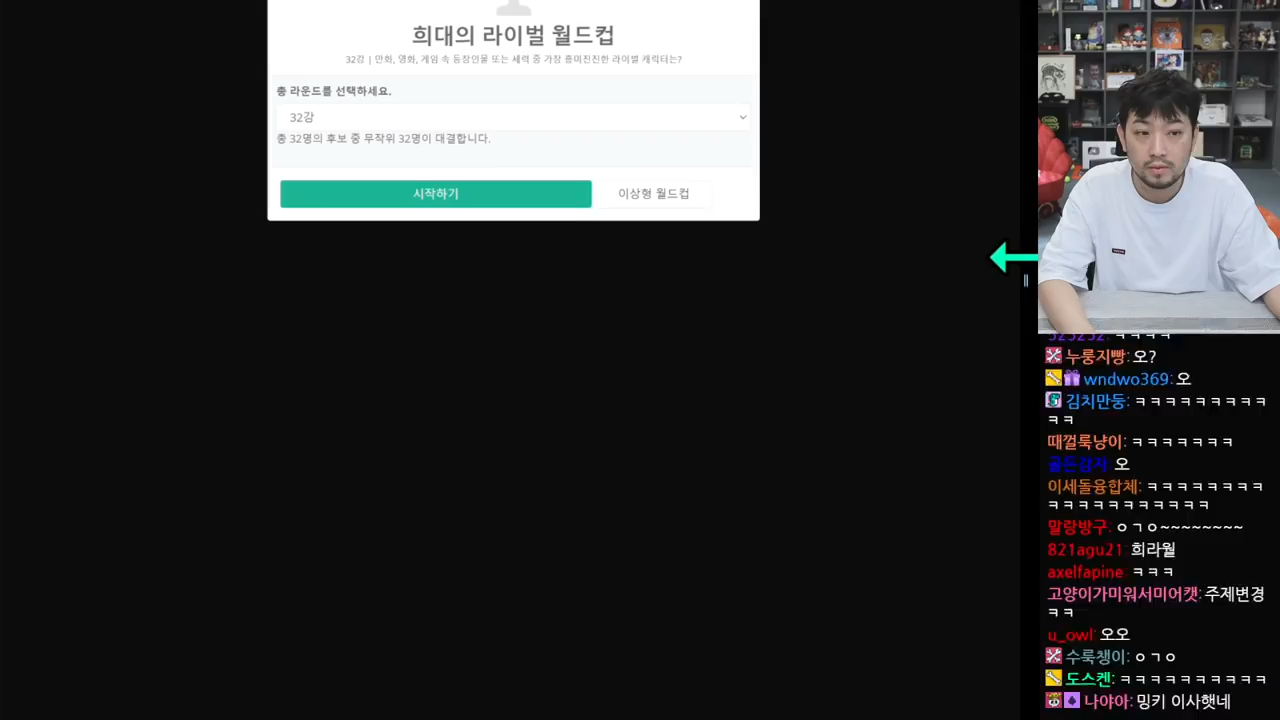 희대의 라이벌 월드컵
32강 | 만화, 영화, 게임 속 등장인물 또는 세력 중 가장 흥미진진한 라이벌 캐릭터는?
총 라운드를 선택하세요.
32강
총 32명의 후보 중 무작위 32명이 대결합니다.
시작하기
이상형 월드컵
323232: ㅋㅋㅋㅋ
누룽지빵: 오?
wndwo369: 오
김치만둥: ㅋㅋㅋㅋㅋㅋㅋㅋㅋ
ㅋㅋ
때껄룩냥이: ㅋㅋㅋㅋㅋㅋㅋ
골든감자: 오
이세돌융합체: ㅋㅋㅋㅋㅋㅋㅋㅋ
ㅋㅋㅋㅋㅋㅋㅋㅋㅋㅋㅋ
말랑방구: ㅇㄱㅇ~~~~~~~~
821agu21: 희라월
axelfapine: ㅋㅋㅋ
고양이가미워서미어캣: 주제변경
ㅋㅋ
u_owl: 오오
수룩챙이: ㅇㄱㅇ
도스켄: ㅋㅋㅋㅋㅋㅋㅋㅋㅋㅋ
나야아: 밍키 이사햇네